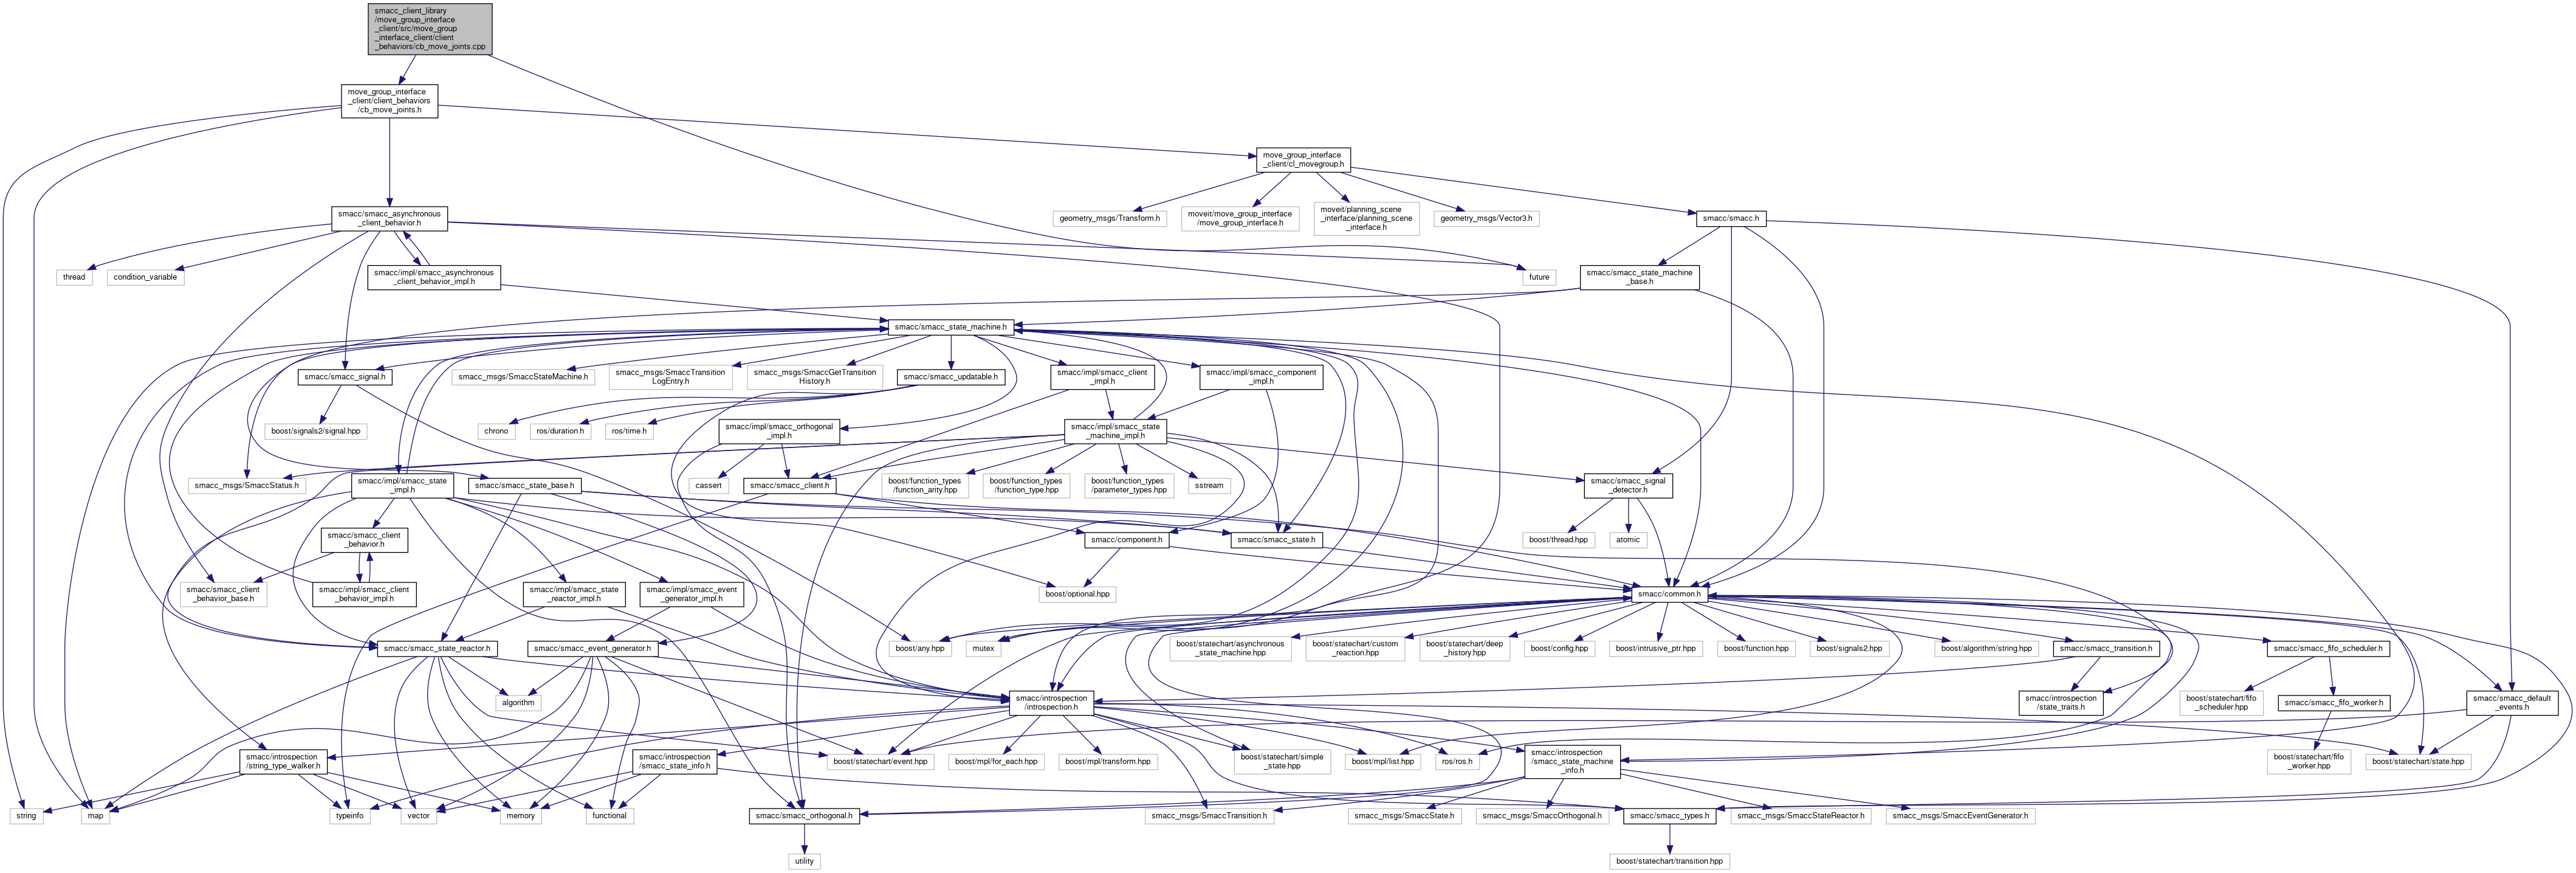 smacc_client_library
/move_group_interface
_client/src/move_group
_interface_client/client
_behaviors/cb_move_joints.cpp
move_group_interface
_client/client_behaviors
/cb_move_joints.h
move_group_interface
_client/cl_movegroup.h
smacc/smacc_asynchronous
_client_behavior.h
geometry_msgs/Transform.h
moveit/move_group_interface
/move_group_interface.h
moveit/planning_scene
_interface/planning_scene
_interface.h
geometry_msgs/Vector3.h
smacc/smacc.h
thread
condition_variable
smacc/impl/smacc_asynchronous
_client_behavior_impl.h
future
smacc/smacc_state_machine
_base.h
smacc/smacc_state_machine.h
smacc/smacc_signal.h
smacc_msgs/SmaccStateMachine.h
smacc_msgs/SmaccTransition
LogEntry.h
smacc_msgs/SmaccGetTransition
History.h
smacc/smacc_updatable.h
smacc/impl/smacc_client
_impl.h
smacc/impl/smacc_component
_impl.h
boost/signals2/signal.hpp
chrono
ros/duration.h
ros/time.h
smacc/impl/smacc_orthogonal
_impl.h
smacc/impl/smacc_state
_machine_impl.h
smacc_msgs/SmaccStatus.h
smacc/impl/smacc_state
_impl.h
smacc/smacc_state_base.h
cassert
smacc/smacc_client.h
boost/function_types
/function_arity.hpp
boost/function_types
/function_type.hpp
boost/function_types
/parameter_types.hpp
sstream
smacc/smacc_signal
_detector.h
smacc/smacc_client
_behavior.h
smacc/component.h
smacc/smacc_state.h
boost/thread.hpp
atomic
smacc/smacc_client
_behavior_base.h
smacc/impl/smacc_client
_behavior_impl.h
smacc/impl/smacc_state
_reactor_impl.h
smacc/impl/smacc_event
_generator_impl.h
boost/optional.hpp
smacc/common.h
smacc/smacc_state_reactor.h
smacc/smacc_event_generator.h
boost/any.hpp
mutex
boost/statechart/asynchronous
_state_machine.hpp
boost/statechart/custom
_reaction.hpp
boost/statechart/deep
_history.hpp
boost/config.hpp
boost/intrusive_ptr.hpp
boost/function.hpp
boost/signals2.hpp
boost/algorithm/string.hpp
smacc/smacc_transition.h
smacc/smacc_fifo_scheduler.h
algorithm
smacc/introspection
/introspection.h
smacc/introspection
/state_traits.h
boost/statechart/fifo
_scheduler.hpp
smacc/smacc_fifo_worker.h
smacc/smacc_default
_events.h
smacc/introspection
/string_type_walker.h
smacc/introspection
/smacc_state_info.h
boost/statechart/event.hpp
boost/mpl/for_each.hpp
boost/mpl/transform.hpp
boost/statechart/simple
_state.hpp
boost/mpl/list.hpp
ros/ros.h
smacc/introspection
/smacc_state_machine
_info.h
boost/statechart/fifo
_worker.hpp
boost/statechart/state.hpp
string
map
typeinfo
vector
memory
functional
smacc/smacc_orthogonal.h
smacc_msgs/SmaccTransition.h
smacc_msgs/SmaccState.h
smacc_msgs/SmaccOrthogonal.h
smacc/smacc_types.h
smacc_msgs/SmaccStateReactor.h
smacc_msgs/SmaccEventGenerator.h
utility
boost/statechart/transition.hpp